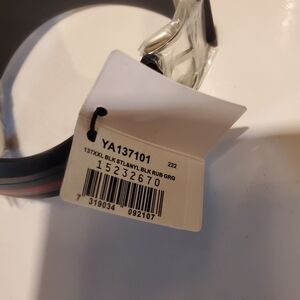 YA137101
137XXL BLK STL&NYL BLK RUB GRG
222
15232670
7 319034 092107